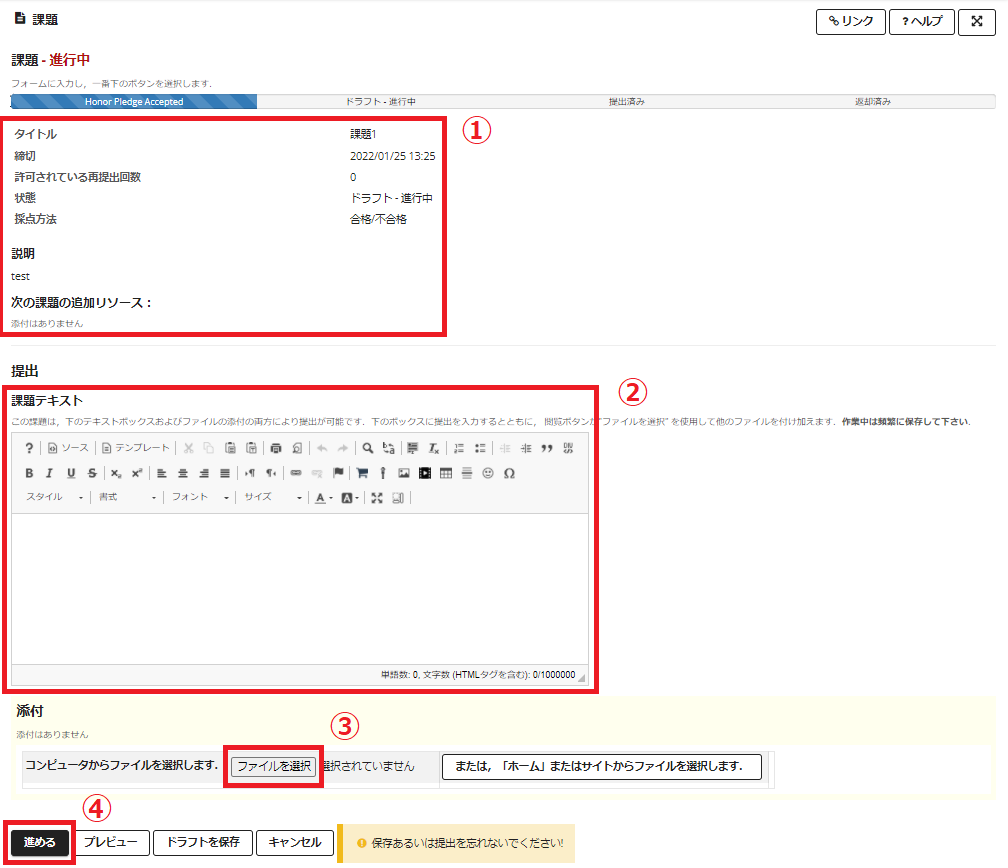 課題
リンク
? ヘルプ
課題 - 進行中
フォームに入力し，一番下のボタンを選択します．
Honor Pledge Accepted
ドラフト - 進行中
提出済み
返却済み
①
タイトル 課題1
締切 2022/01/25 13:25
許可されている再提出回数 0
状態 ドラフト - 進行中
採点方法 合格/不合格
説明
test
次の課題の追加リソース：
添付はありません
提出
②
課題テキスト
この課題は，下のテキストボックスおよびファイルの添付の両方により提出が可能です．下のボックスに提出を入力するとともに， 閲覧ボタンか"ファイルを選択" を使用して他のファイルを付け加えます．作業中は頻繁に保存して下さい．
? ソース テンプレート
B I U S
スタイル 書式 フォント サイズ A A
単語数: 0, 文字数 (HTMLタグを含む): 0/1000000
添付
③
添付はありません
コンピュータからファイルを選択します． ファイルを選択 選択されていません または，「ホーム」またはサイトからファイルを選択します．
④
進める プレビュー ドラフトを保存 キャンセル 保存あるいは提出を忘れないでください!